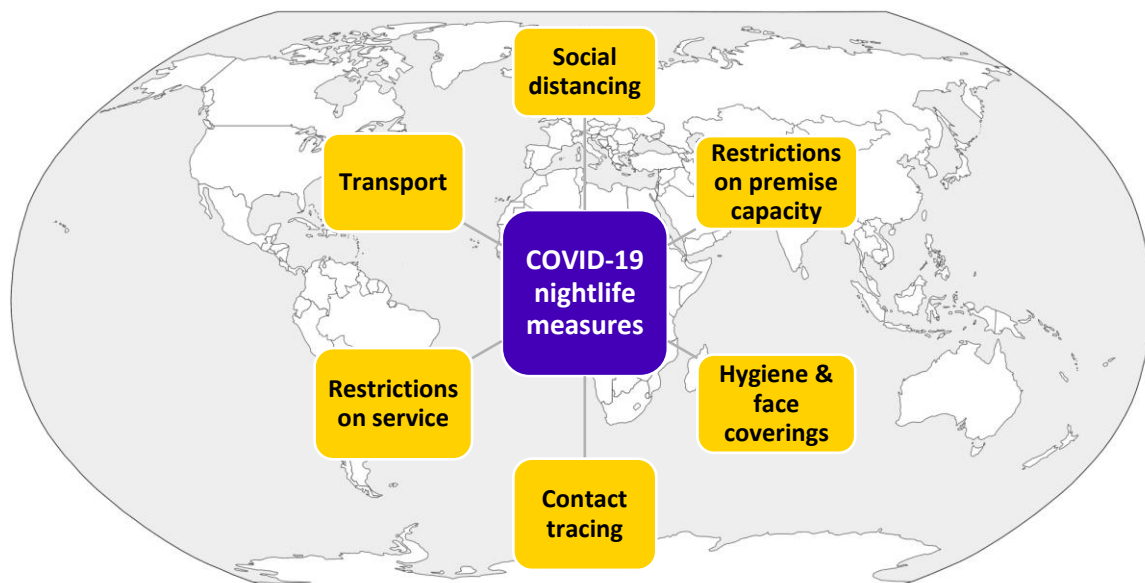 Social
distancing
Transport
Restrictions
on premise
capacity
COVID-19
nightlife
measures
Restrictions
on service
Hygiene &
face
coverings
Contact
tracing